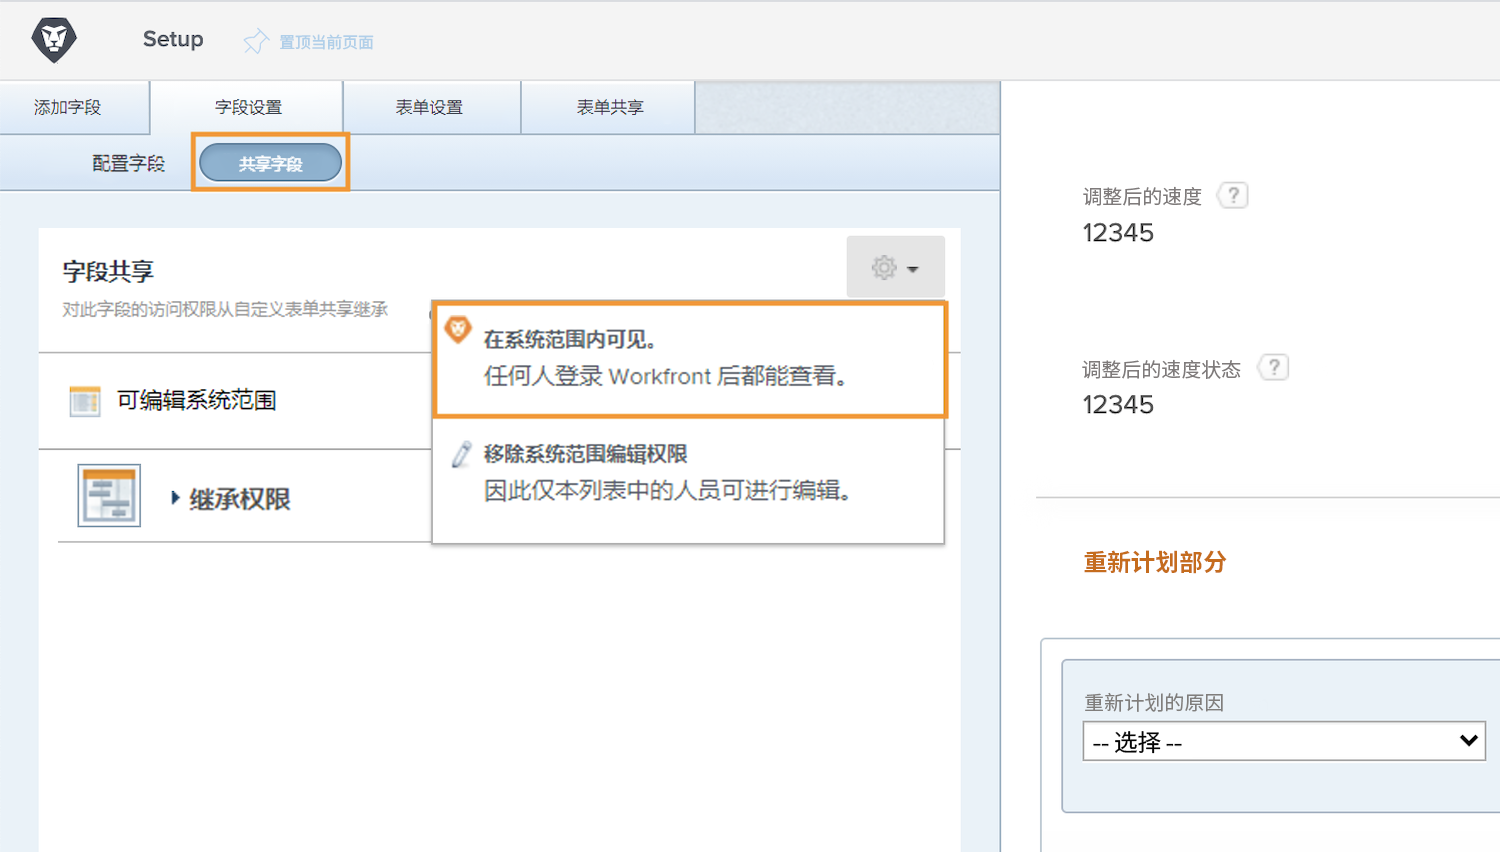 Setup
置顶当前页面
添加字段
字段设置
表单设置
表单共享
配置字段
共享字段
字段共享
对此字段的访问权限从自定义表单共享继承
在系统范围内可见。
任何人登录 Workfront 后都能查看。
可编辑系统范围
移除系统范围编辑权限
因此仅本列表中的人员可进行编辑。
继承权限
调整后的速度 ?
12345
调整后的速度状态 ?
12345
重新计划部分
重新计划的原因
-- 选择 --